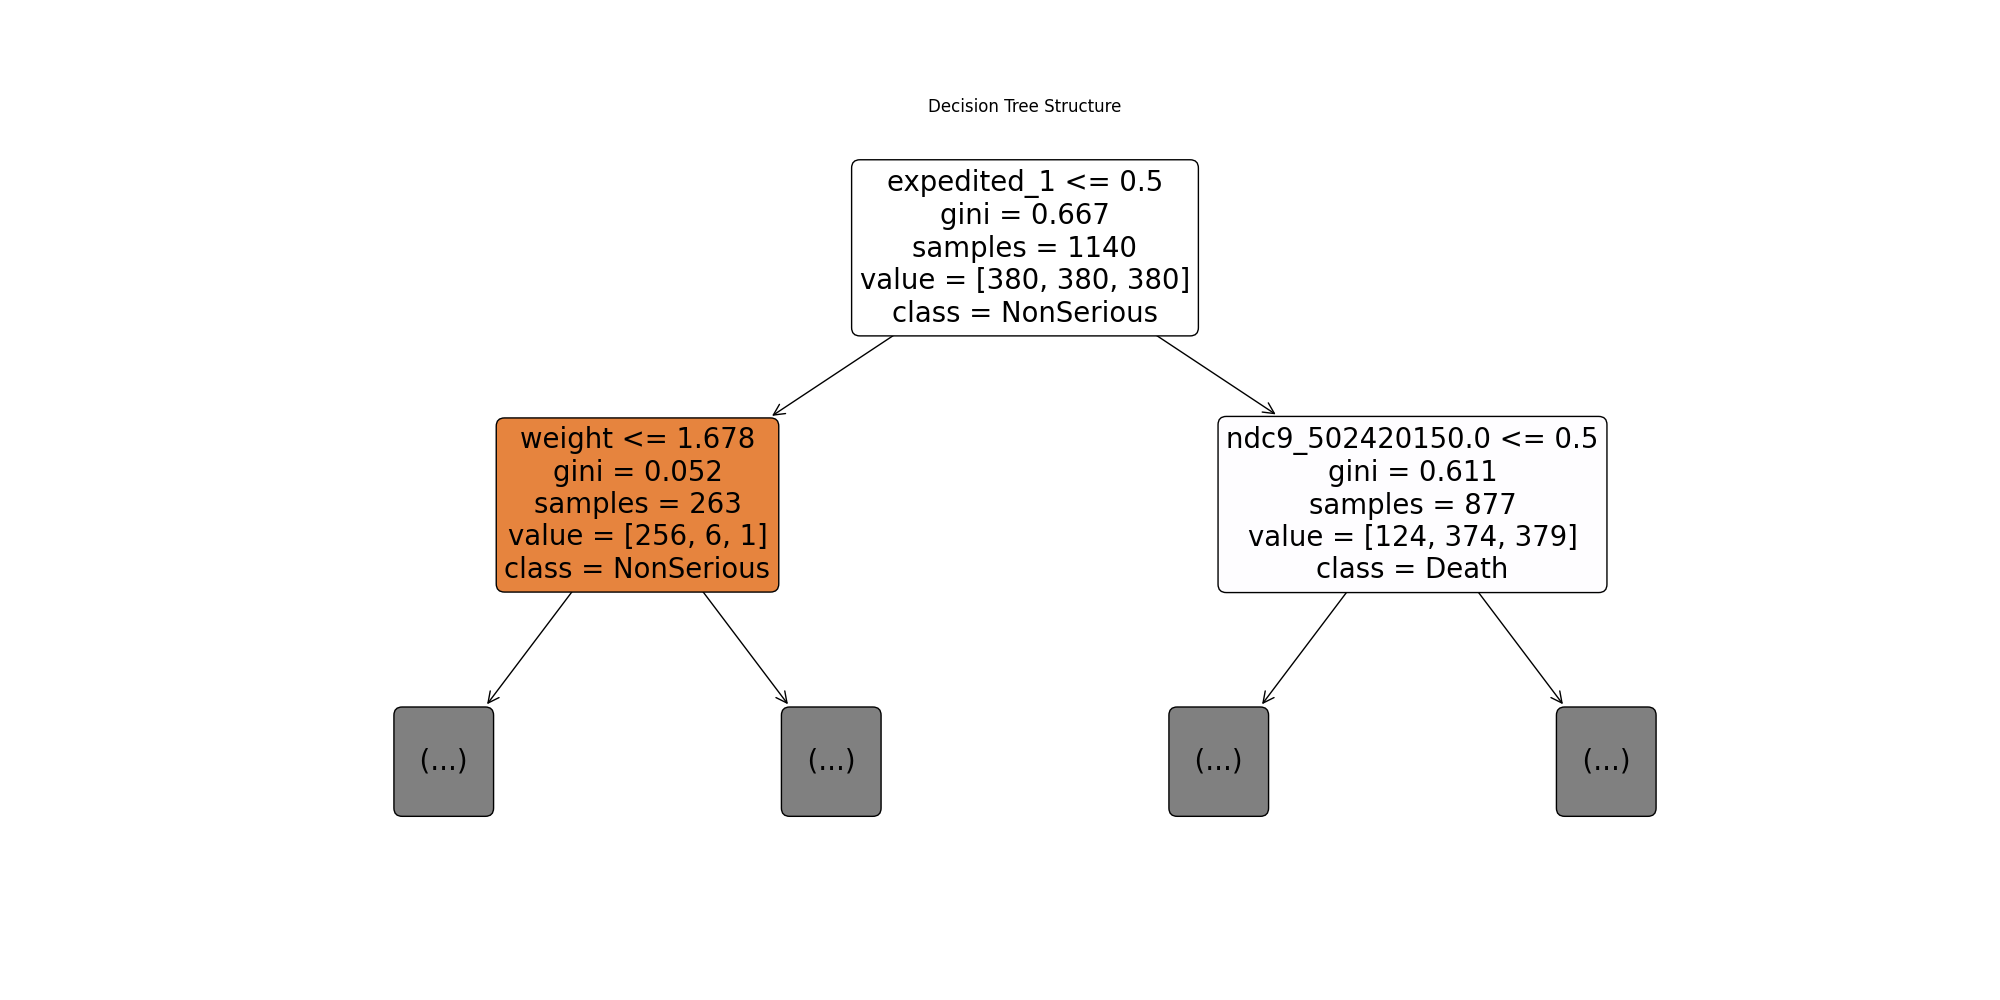 Decision Tree Structure
expedited_1 <= 0.5
gini = 0.667
samples = 1140
value = [380, 380, 380]
class = NonSerious
weight <= 1.678
gini = 0.052
samples = 263
value = [256, 6, 1]
class = NonSerious
ndc9_502420150.0 <= 0.5
gini = 0.611
samples = 877
value = [124, 374, 379]
class = Death
(...)
(...)
(...)
(...)